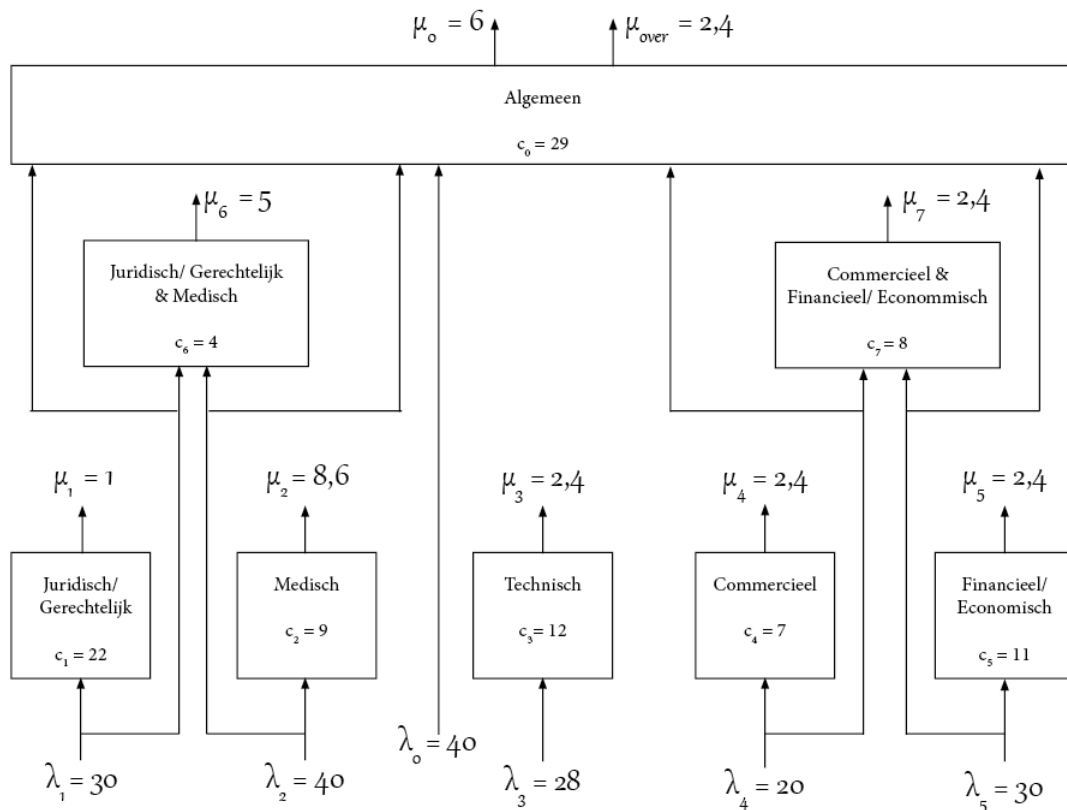 μ₀ = 6
μ_over = 2,4
Algemeen
c₀ = 29
μ₆ = 5
μ₇ = 2,4
Juridisch/ Gerechtelijk
& Medisch
c₆ = 4
Commercieel &
Financieel/ Econommisch
c₇ = 8
μ₁ = 1
μ₂ = 8,6
μ₃ = 2,4
μ₄ = 2,4
μ₅ = 2,4
Juridisch/
Gerechtelijk
c₁ = 22
Medisch
c₂ = 9
Technisch
c₃ = 12
Commercieel
c₄ = 7
Financieel/
Economisch
c₅ = 11
λ₁ = 30
λ₂ = 40
λ₀ = 40
λ₃ = 28
λ₄ = 20
λ₅ = 30